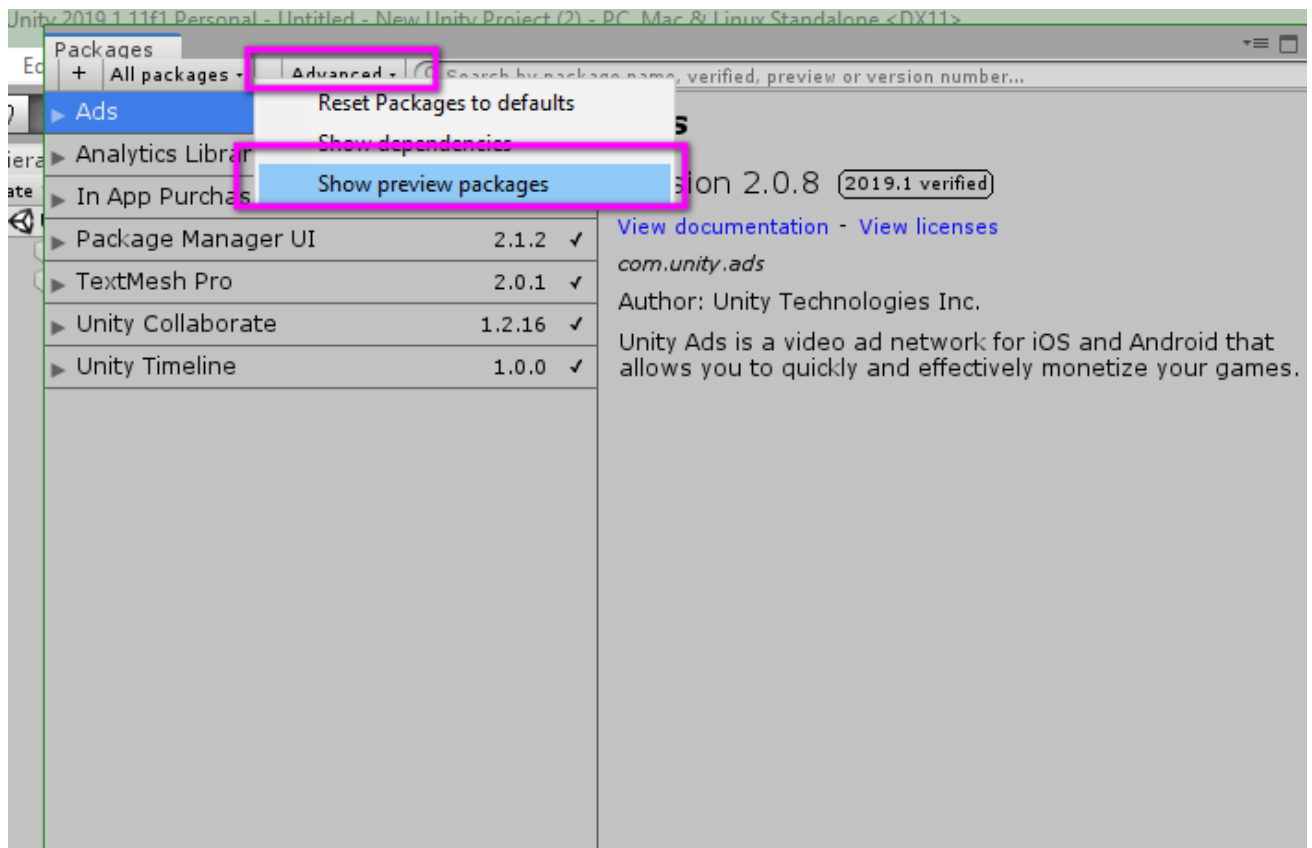 Unity 2019.1.11f1 Personal - Untitled - New Unity Project (2) - PC, Mac & Linux Standalone <DX11>
Packages
+ All packages Advanced Search by package name, verified, preview or version number...
Ads
Reset Packages to defaults
Show dependencies
Show preview packages
Analytics Librar
In App Purchas
Package Manager UI 2.1.2 ✓
TextMesh Pro 2.0.1 ✓
Unity Collaborate 1.2.16 ✓
Unity Timeline 1.0.0 ✓
s
sion 2.0.8 2019.1 verified
View documentation - View licenses
com.unity.ads
Author: Unity Technologies Inc.
Unity Ads is a video ad network for iOS and Android that
allows you to quickly and effectively monetize your games.